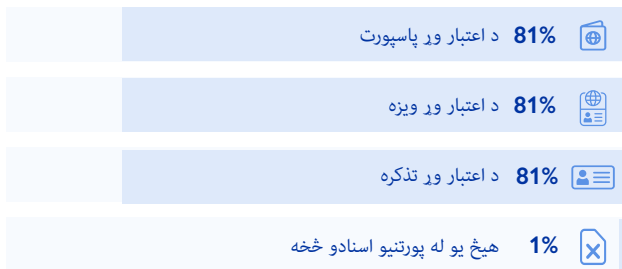 81% د اعتبار وړ پاسپورت
81% د اعتبار وړ ویزه
81% د اعتبار وړ تذکره
1% هیڅ یو له پورتنیو اسنادو څخه